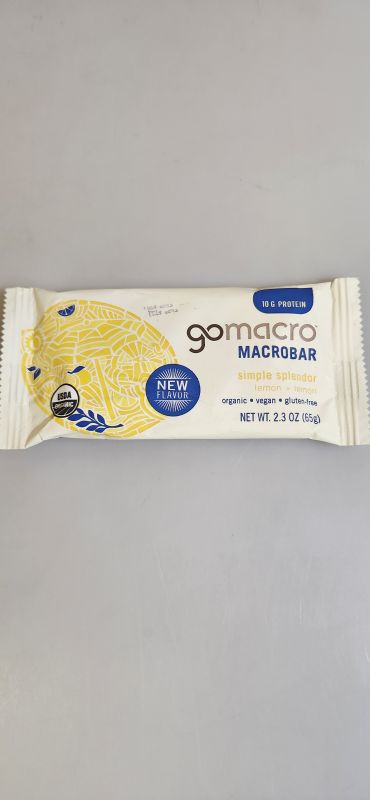 10 G PROTEIN
gomacro
MACROBAR
simple splendor
lemon + lemon
organic • vegan • gluten-free
NET WT. 2.3 OZ (65g)
NEW
FLAVOR
USDA
ORGANIC